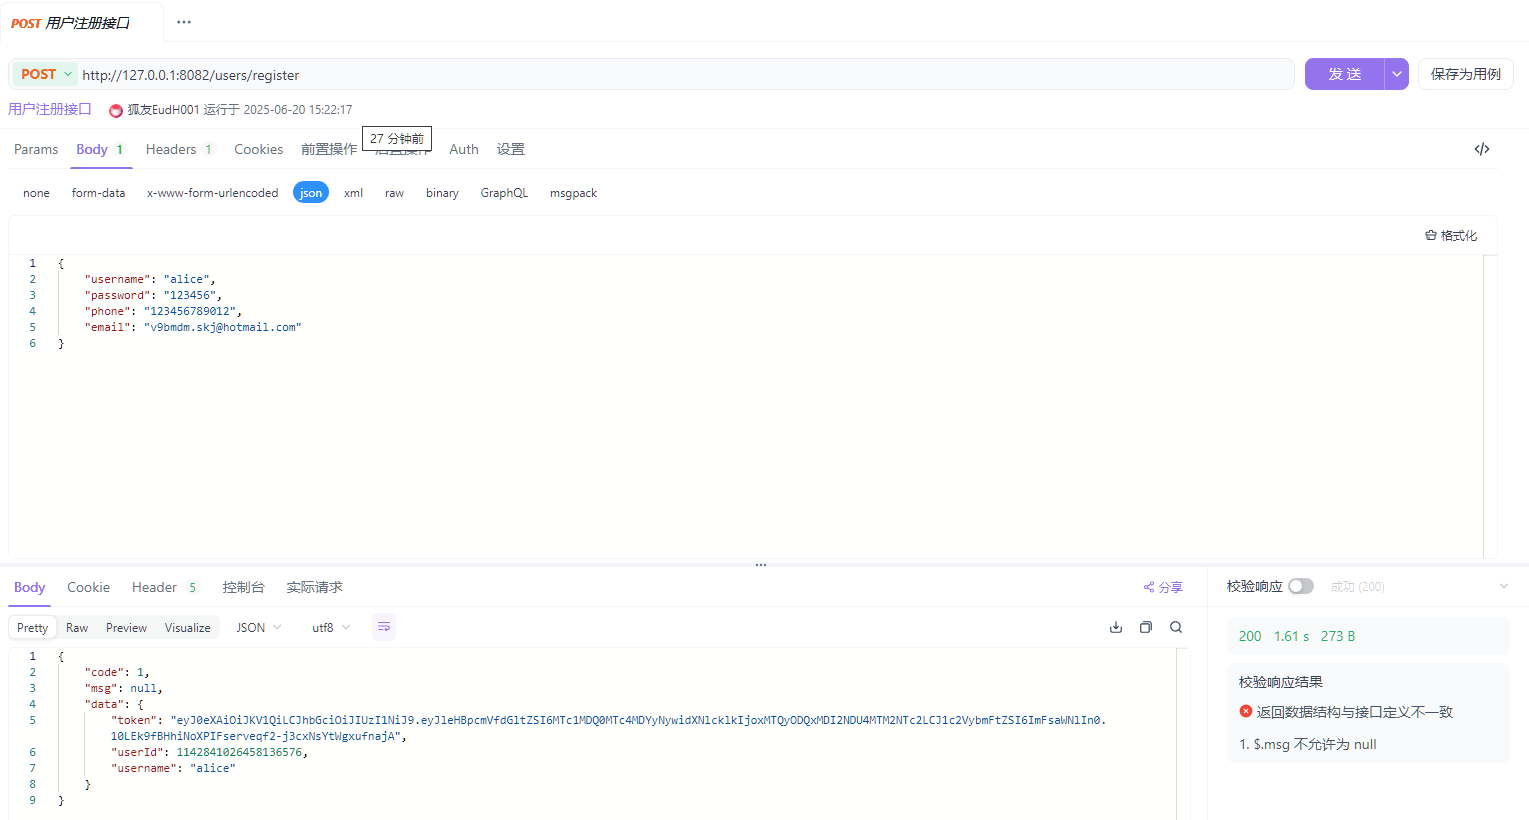 POST 用户注册接口 ···
POST http://127.0.0.1:8082/users/register 发 送 保存为用例
用户注册接口 狐友EudH001 运行于 2025-06-20 15:22:17
27 分钟前
Params Body 1 Headers 1 Cookies 前置操作 后置操作 Auth 设置 </>
none form-data x-www-form-urlencoded json xml raw binary GraphQL msgpack
格式化
1 {
2 "username": "alice",
3 "password": "123456",
4 "phone": "123456789012",
5 "email": "v9bmdm.skj@hotmail.com"
6 }
Body Cookie Header 5 控制台 实际请求 分享
Pretty Raw Preview Visualize JSON utf8
1 {
2 "code": 1,
3 "msg": null,
4 "data": {
5 "token": "eyJ0eXAiOiJKV1QiLCJhbGciOiJIUzI1NiJ9.eyJleHBpcmVfdGltZSI6MTc1MDQ0MTc4MDYyNywidXNlcklkIjoxMTQyODQxMDI2NDU4MTM2NTc2LCJ1c2VybmFtZSI6ImFsaWNlIn0.
10LEk9fBHhiNoXPIFserveqf2-j3cxNsYtWgxufnajA",
6 "userId": 1142841026458136576,
7 "username": "alice"
8 }
9 }
校验响应 成功 (200)
200 1.61 s 273 B
校验响应结果
返回数据结构与接口定义不一致
1. $.msg 不允许为 null